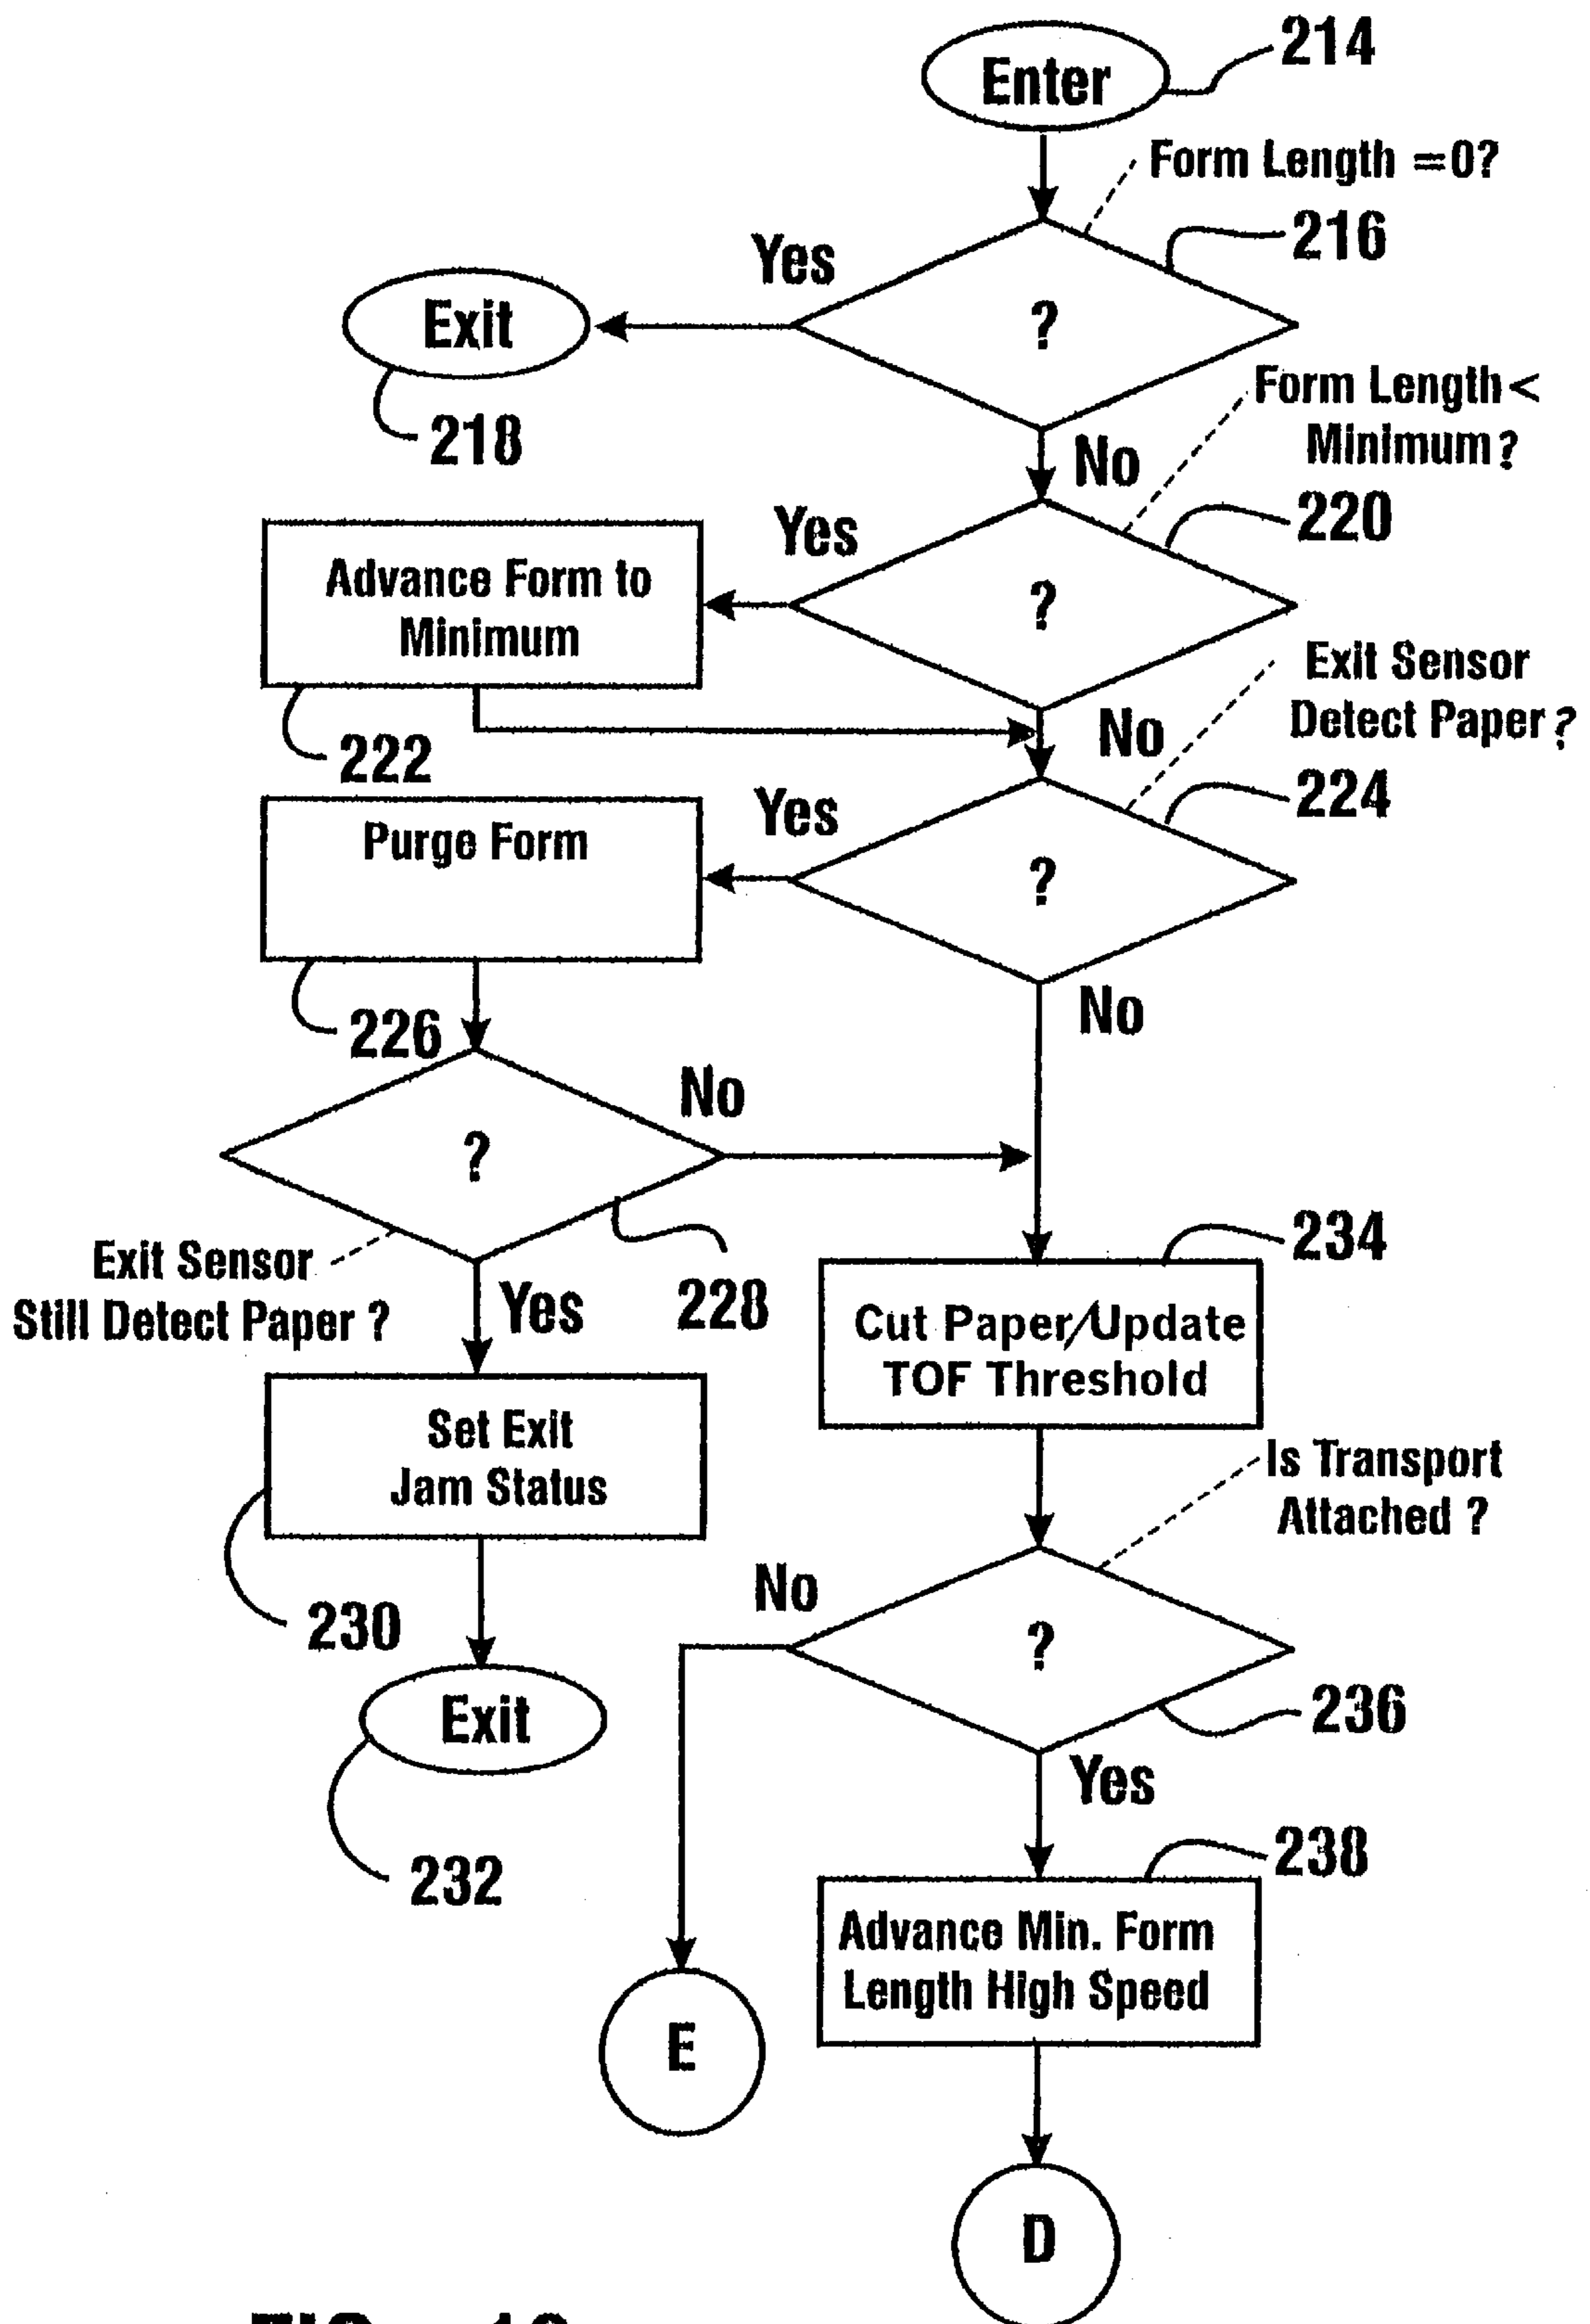 Enter
214
Form Length =0?
216
Yes
?
Exit
218
No
Form Length <
Minimum?
220
Yes
?
Advance Form to
Minimum
222
No
Exit Sensor
Detect Paper?
224
Yes
?
Purge Form
226
No
No
?
Exit Sensor
Still Detect Paper ?
228
Yes
234
Cut Paper/Update
TOF Threshold
Set Exit
Jam Status
230
Is Transport
Attached ?
No
?
236
Exit
232
Yes
238
Advance Min. Form
Length High Speed
E
D